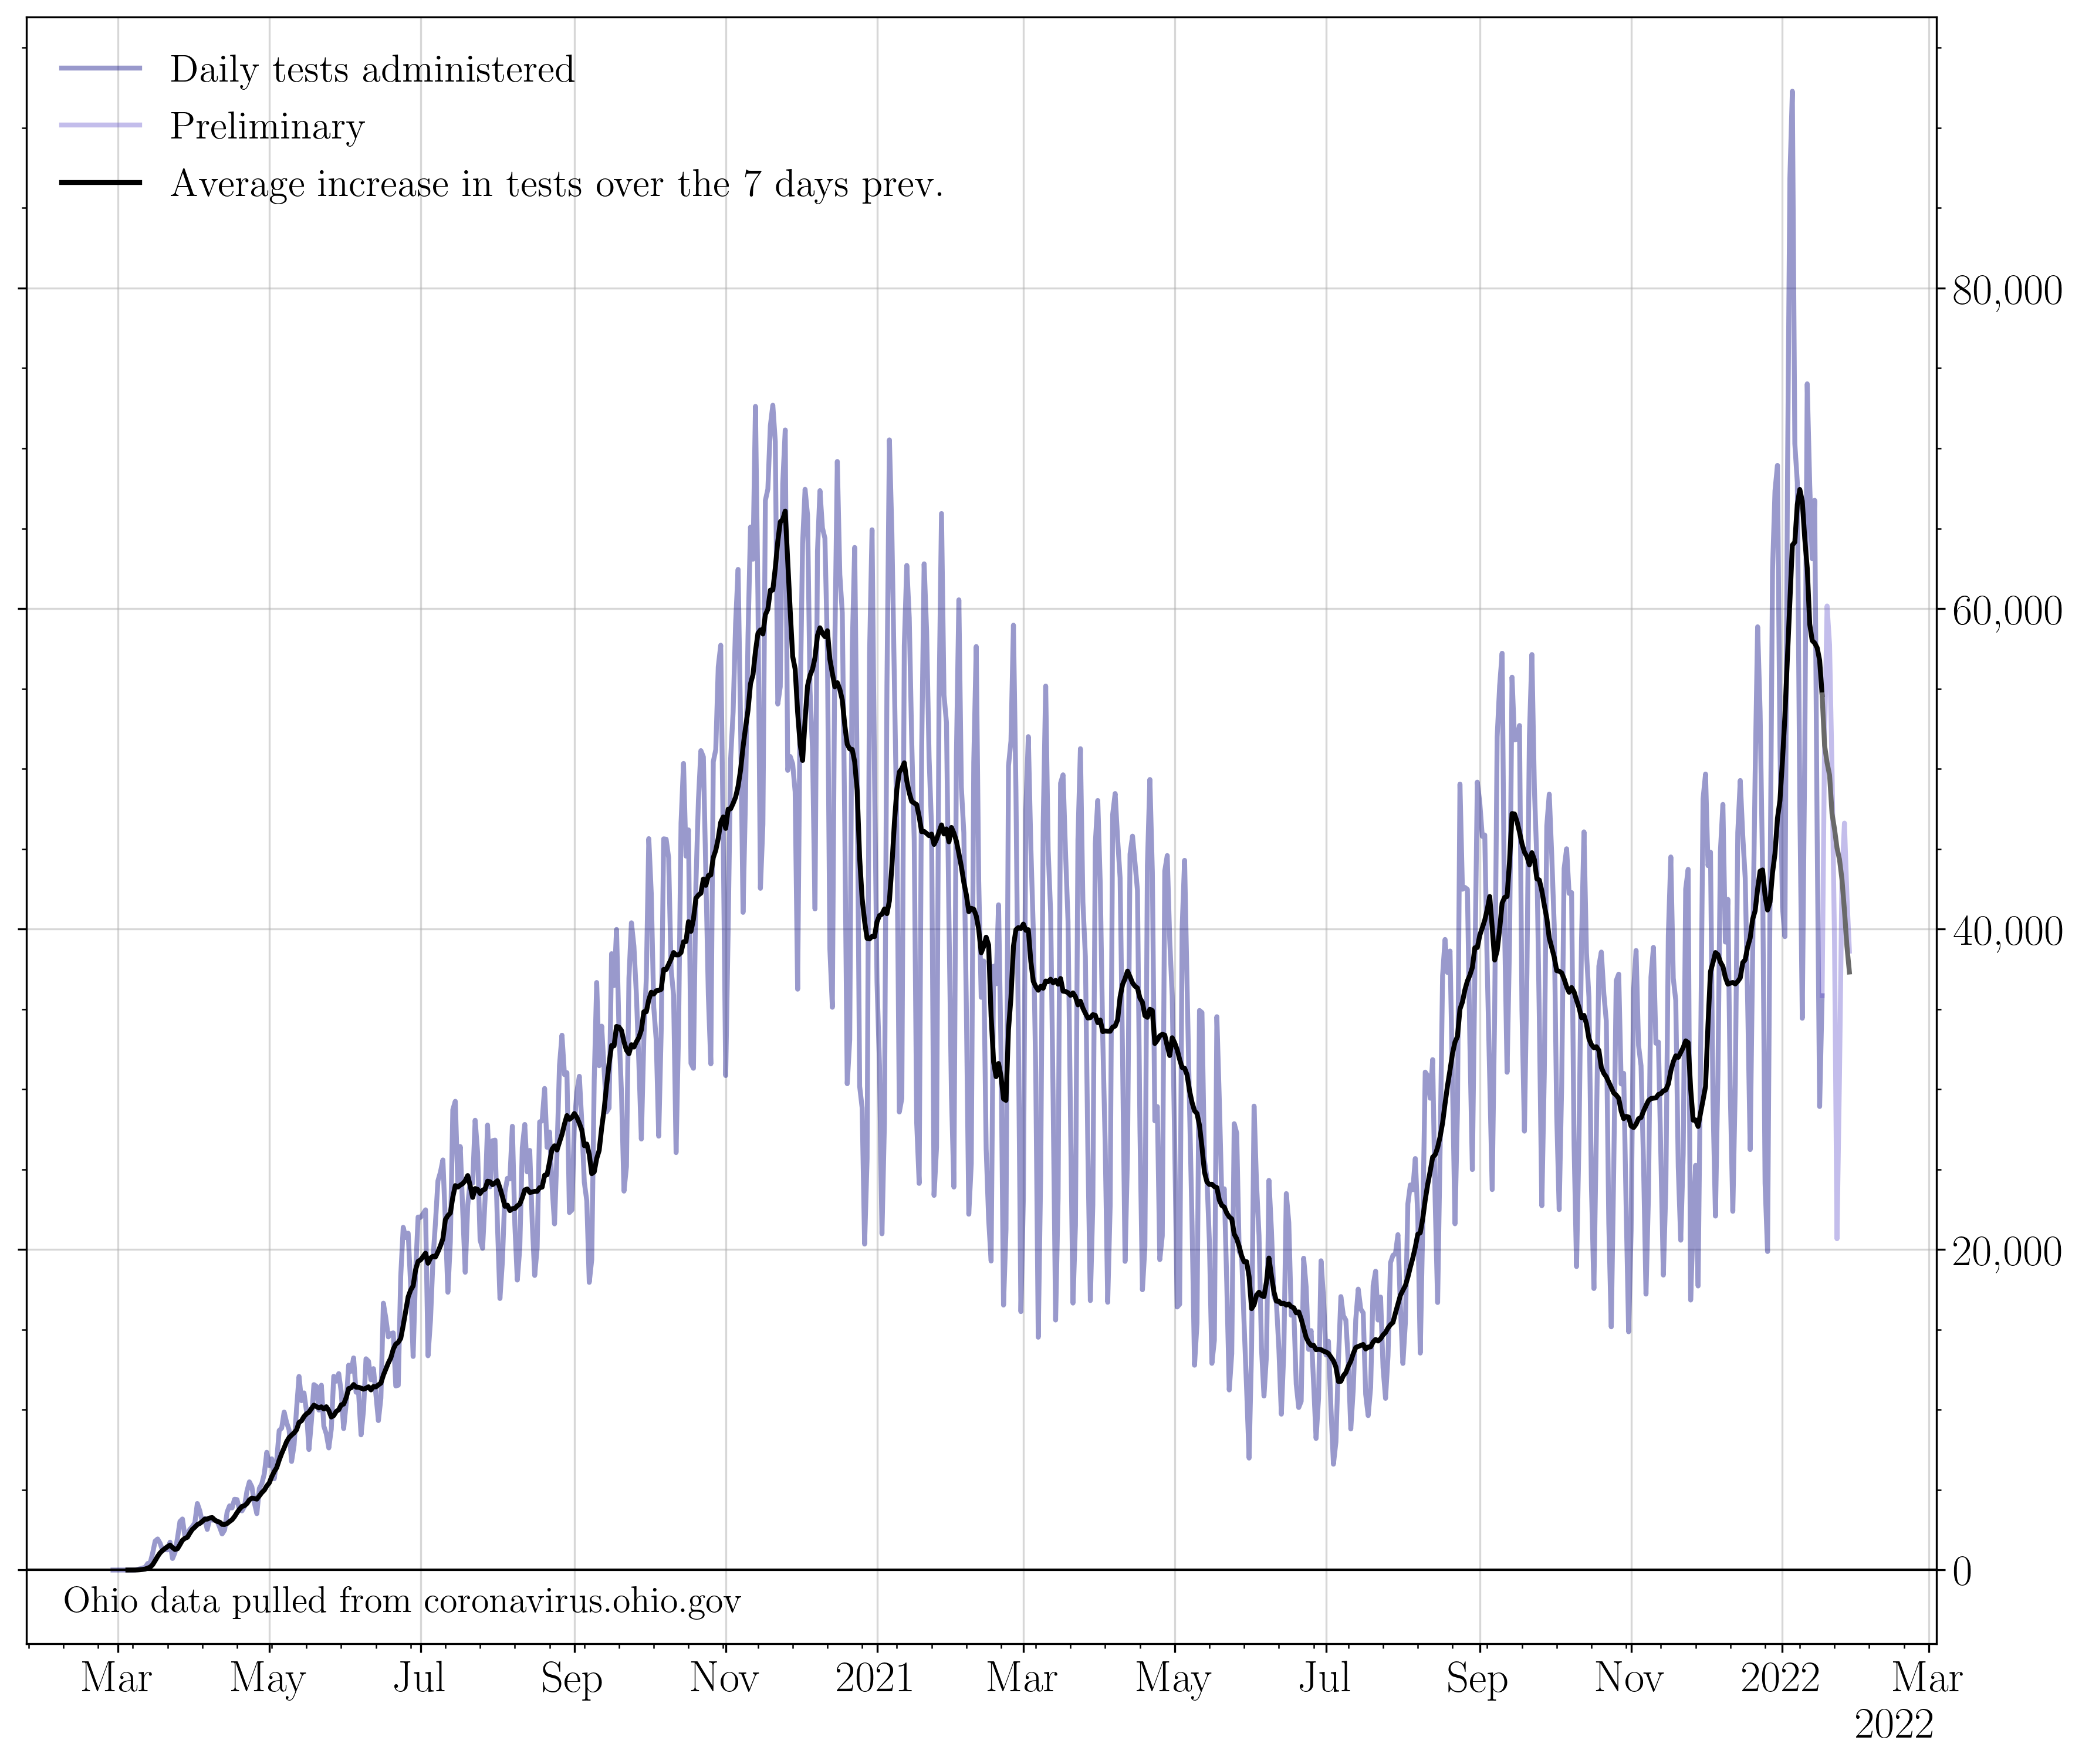 Daily tests administered
Preliminary
Average increase in tests over the 7 days prev.
80,000
60,000
40,000
20,000
0
Ohio data pulled from coronavirus.ohio.gov
Mar May Jul Sep Nov 2021 Mar May Jul Sep Nov 2022 Mar
2022